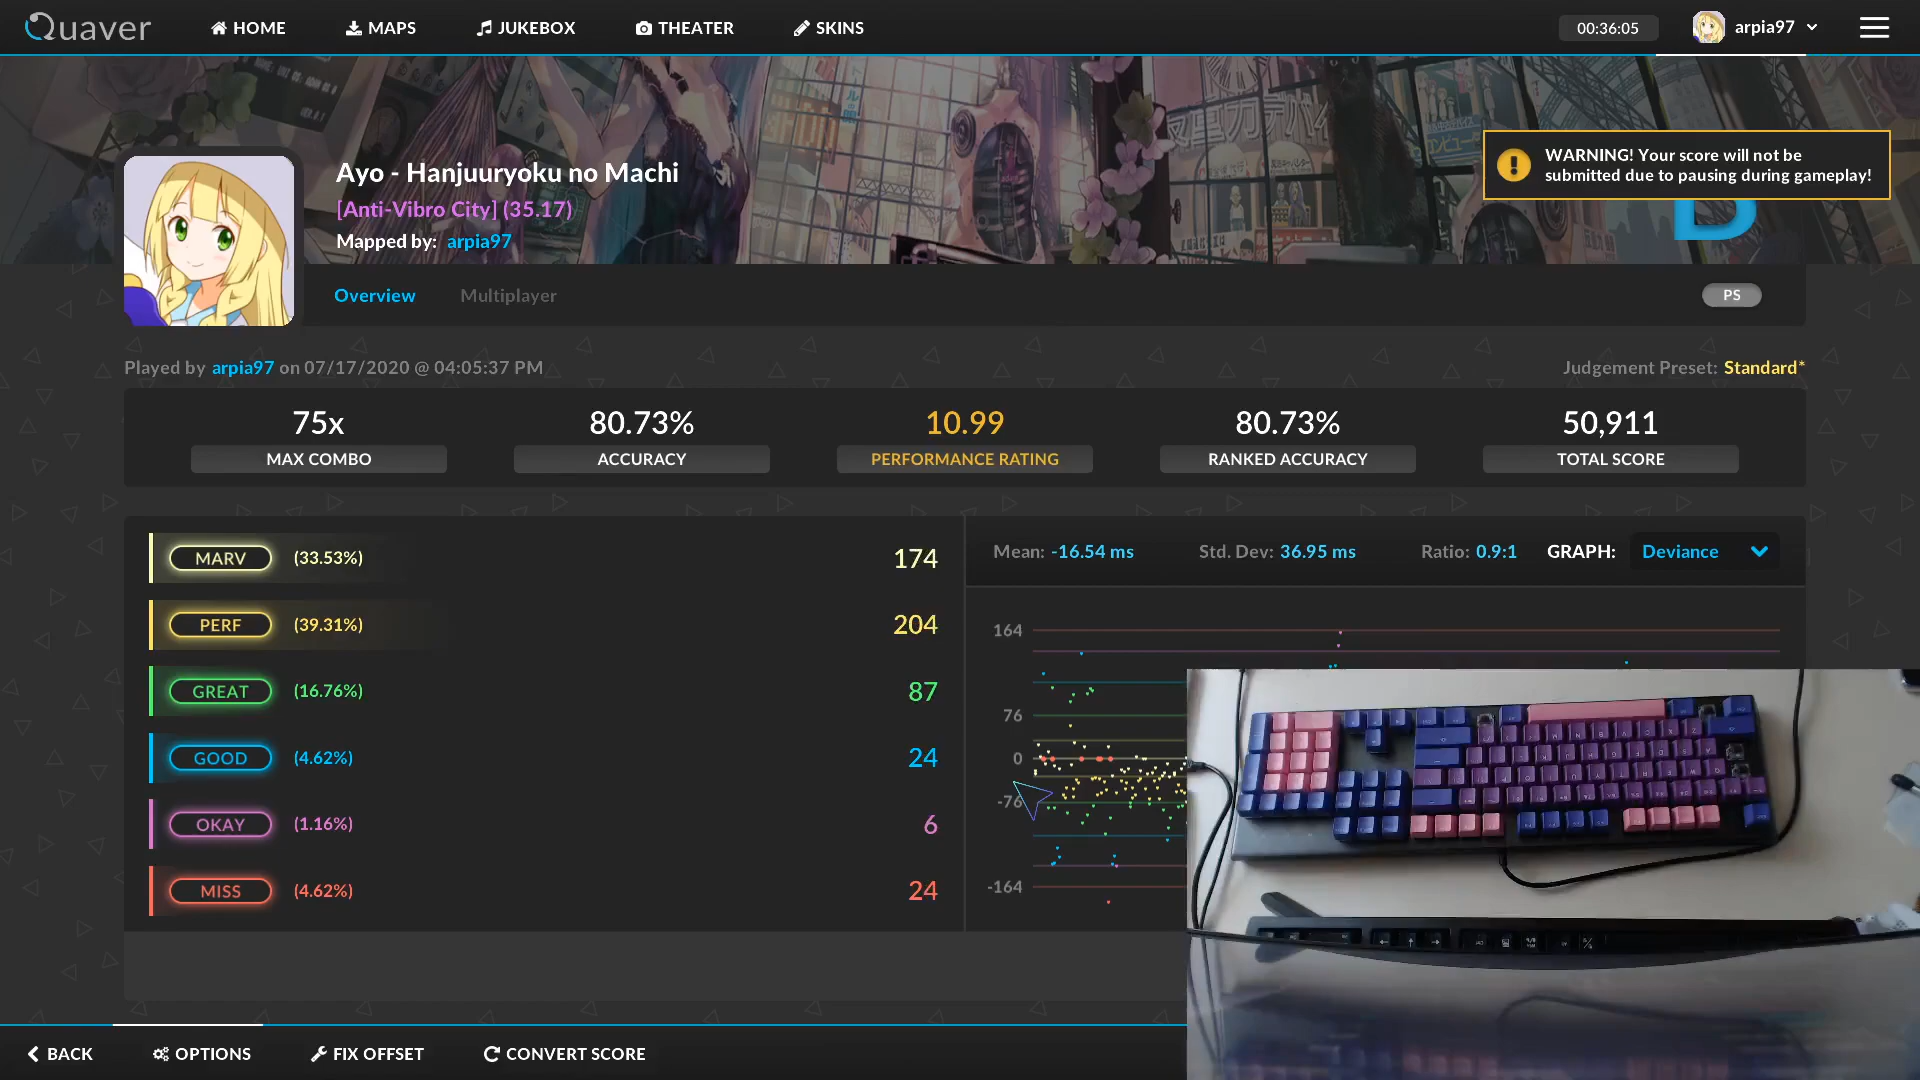 Quaver
HOME
MAPS
JUKEBOX
THEATER
SKINS
00:36:05
arpia97
Ayo - Hanjuuryoku no Machi
[Anti-Vibro City] (35.17)
Mapped by: arpia97
WARNING! Your score will not be
submitted due to pausing during gameplay!
Overview
Multiplayer
PS
Played by arpia97 on 07/17/2020 @ 04:05:37 PM
Judgement Preset: Standard*
75x
80.73%
10.99
80.73%
50,911
MAX COMBO
ACCURACY
PERFORMANCE RATING
RANKED ACCURACY
TOTAL SCORE
MARV (33.53%) 174
PERF (39.31%) 204
GREAT (16.76%) 87
GOOD (4.62%) 24
OKAY (1.16%) 6
MISS (4.62%) 24
Mean: -16.54 ms
Std. Dev: 36.95 ms
Ratio: 0.9:1
GRAPH:
Deviance
164
76
0
-76
-164
BACK
OPTIONS
FIX OFFSET
CONVERT SCORE